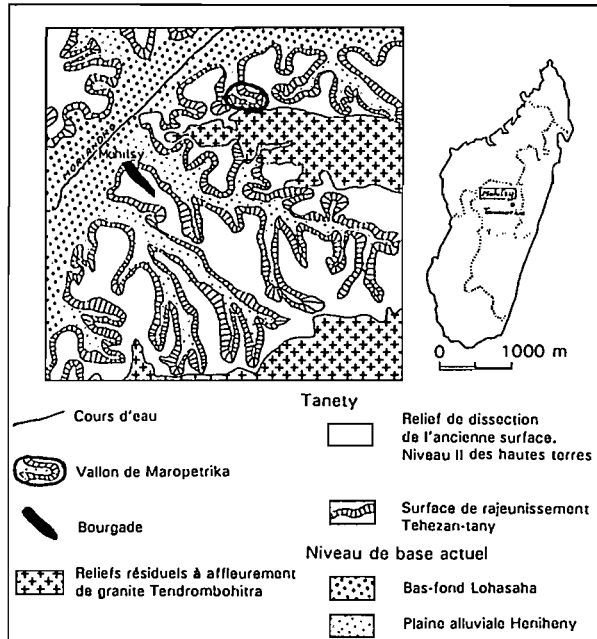 Mahitsy
Mahitsy
0 1000 m
Cours d'eau
Vallon de Maropetrika
Bourgade
Reliefs résiduels à affleurement
de granite Tendrombohitra
Tanety
Relief de dissection
de l'ancienne surface.
Niveau II des hautes terres
Surface de rajeunissement
Tehezan-tany
Niveau de base actuel
Bas-fond Lohasaha
Plaine alluviale Heniheny